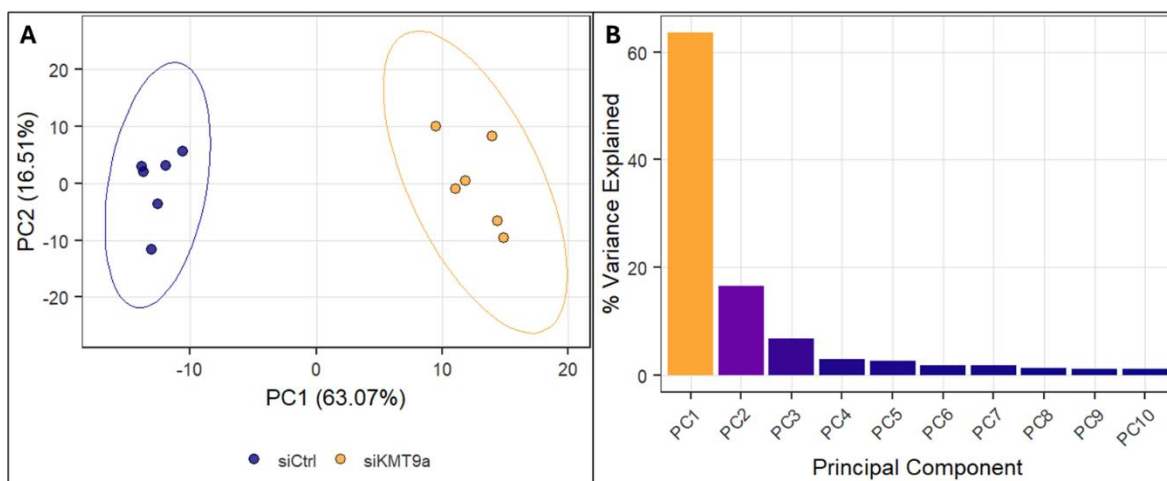 A
PC2 (16.51%)
20
10
0
-10
-20
-10
0
10
20
PC1 (63.07%)
siCtrl
siKMT9a
B
% Variance Explained
60
40
20
0
PC1
PC2
PC3
PC4
PC5
PC6
PC7
PC8
PC9
PC10
Principal Component